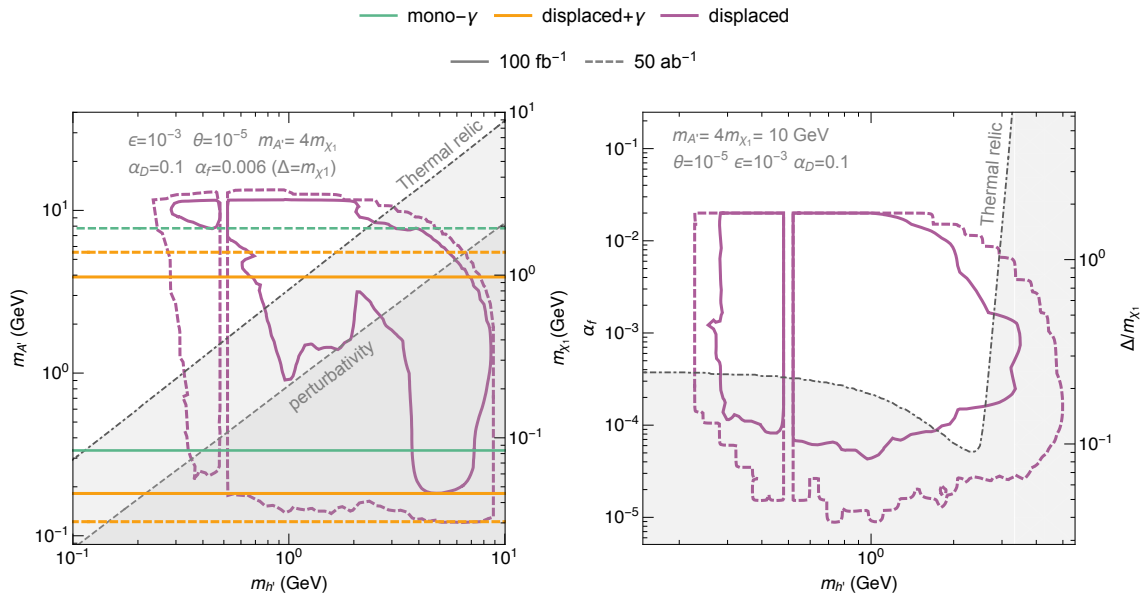 mono−γ displaced+γ displaced
100 fb⁻¹ 50 ab⁻¹
ϵ=10⁻³ θ=10⁻⁵ m_A'= 4m_χ₁
α_D=0.1 α_f=0.006 (Δ=m_χ1)
Thermal relic
perturbativity
10¹
10⁰
10⁻¹
m_A' (GeV)
10¹
10⁰
10⁻¹
m_χ₁ (GeV)
10⁻¹ 10⁰ 10¹
m_h' (GeV)
m_A'= 4m_χ₁ = 10 GeV
θ=10⁻⁵ ϵ=10⁻³ α_D=0.1
Thermal relic
10⁻¹
10⁻²
10⁻³
10⁻⁴
10⁻⁵
α_f
10⁰
10⁻¹
Δ/m_χ₁
10⁰
m_h' (GeV)